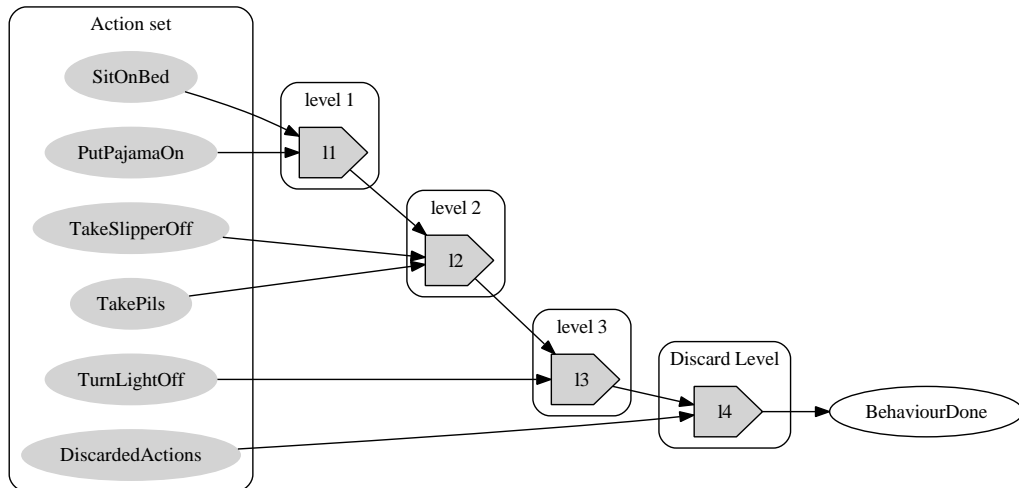 Action set
SitOnBed
level 1
l1
PutPajamaOn
level 2
TakeSlipperOff
l2
TakePils
level 3
TurnLightOff
l3
Discard Level
l4
BehaviourDone
DiscardedActions